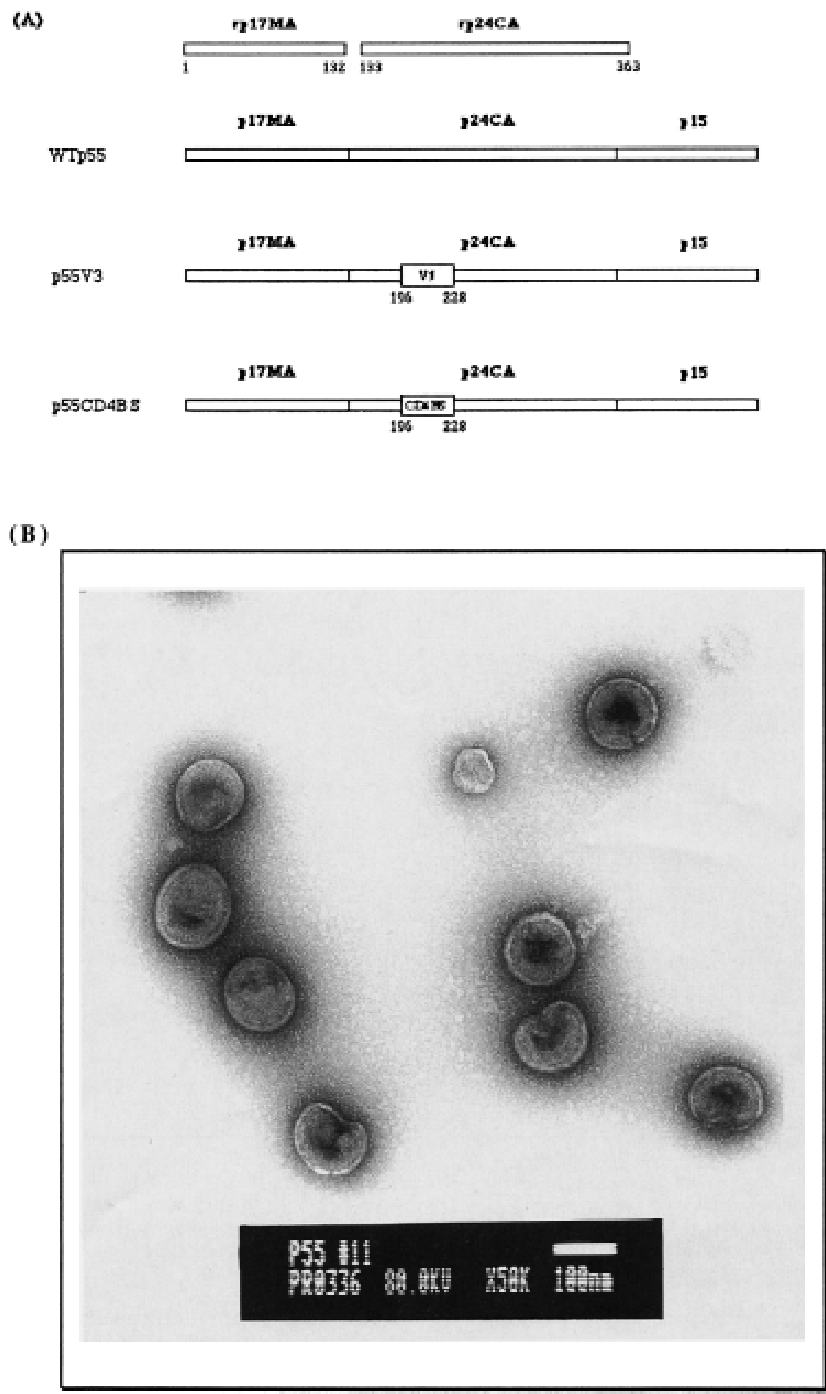 (A)
rp17MA rp24CA
1 132 133 363
p17MA p24CA p15
WTp55
p17MA p24CA p15
p55V3
V3
196 228
p17MA p24CA p15
p55CD4BS
CD4BS
196 228
(B)
P55 #11
PR0336 80.0KV X50K 100nm